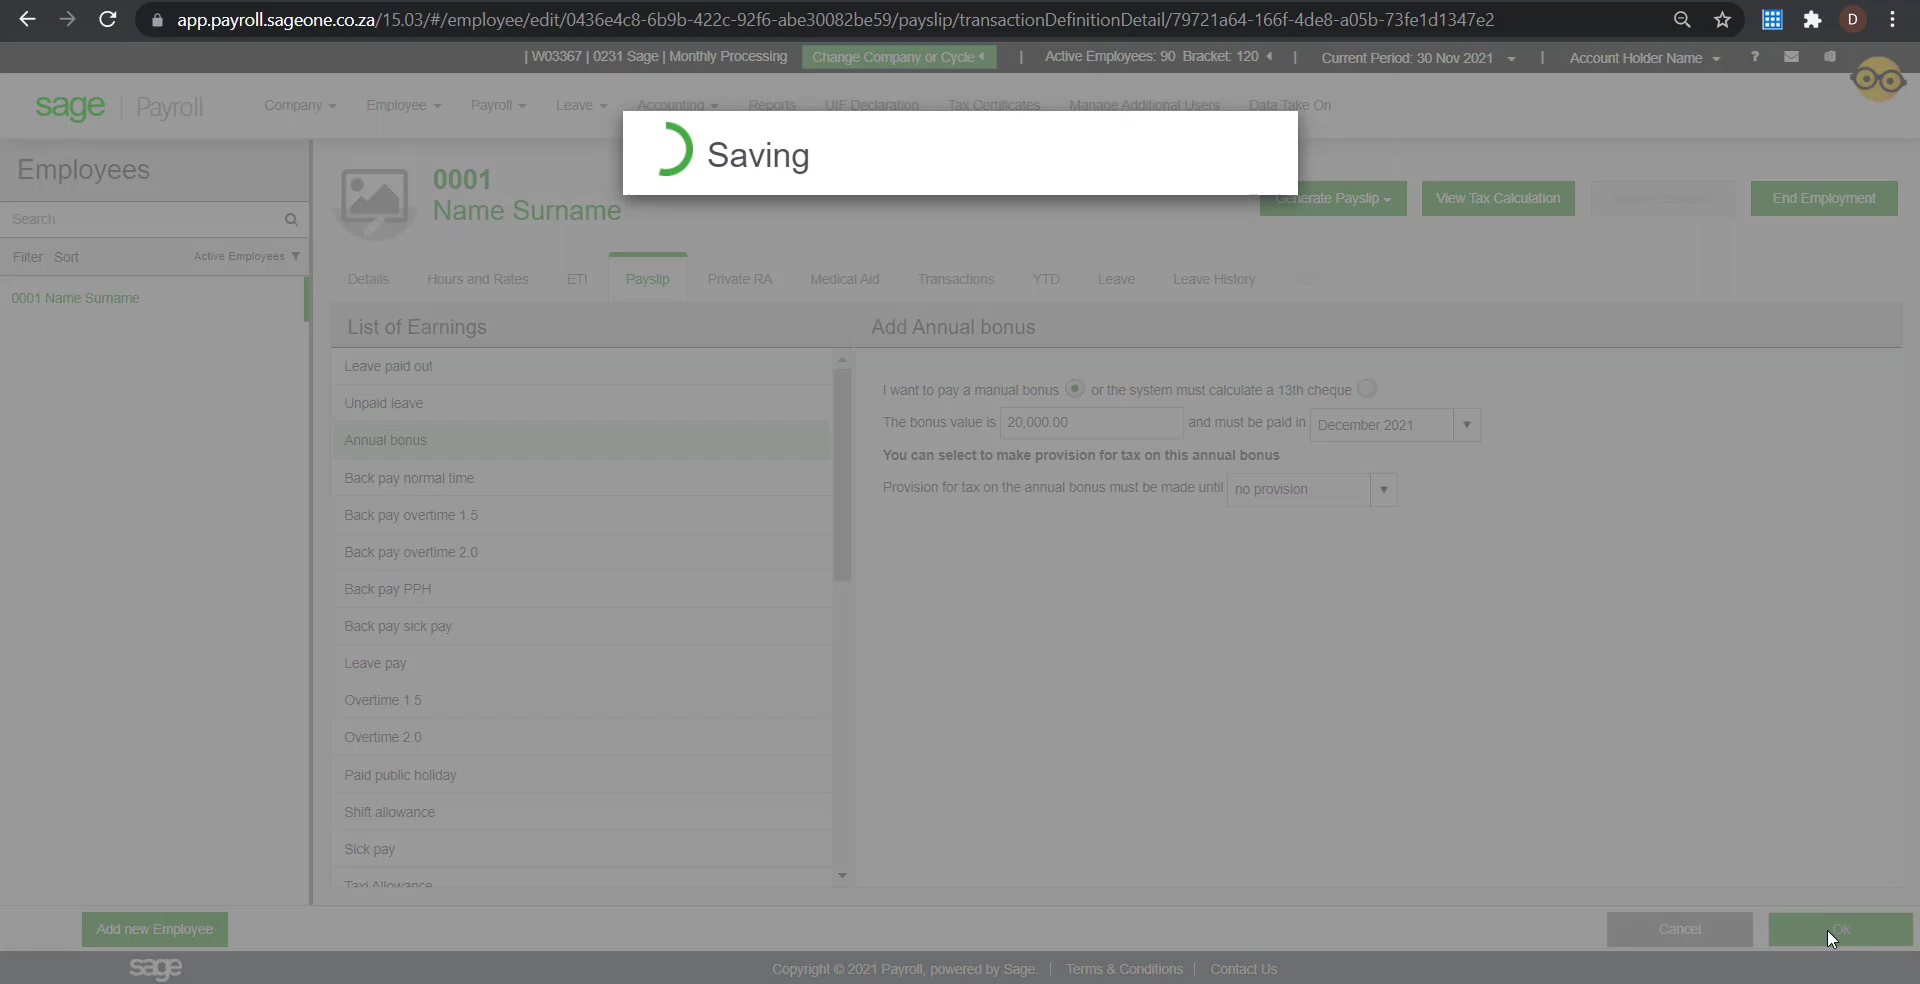 app.payroll.sageone.co.za/15.03/#/employee/edit/0436e4c8-6b9b-422c-92f6-abe30082be59/payslip/transactionDefinitionDetail/79721a64-166f-4de8-a05b-73fe1d1347e2
D
| W03367 | 0231 Sage | Monthly Processing Change Company or Cycle | Active Employees: 90 Bracket: 120 | Current Period: 30 Nov 2021 | Account Holder Name ?
sage Payroll Company Employee Payroll Leave Accounting Reports UIF Declaration Tax Certificates Manage Additional Users Data Take On
Saving
Employees
Search
Filter Sort Active Employees
0001 Name Surname
0001
Name Surname
Generate Payslip View Tax Calculation End Employment
Details Hours and Rates ETI Payslip Private RA Medical Aid Transactions YTD Leave Leave History
List of Earnings
Leave paid out
Unpaid leave
Annual bonus
Back pay normal time
Back pay overtime 1.5
Back pay overtime 2.0
Back pay PPH
Back pay sick pay
Leave pay
Overtime 1.5
Overtime 2.0
Paid public holiday
Shift allowance
Sick pay
Taxi Allowance
Add Annual bonus
I want to pay a manual bonus or the system must calculate a 13th cheque
The bonus value is 20,000.00 and must be paid in December 2021
You can select to make provision for tax on this annual bonus
Provision for tax on the annual bonus must be made until no provision
Add new Employee
Cancel Ok
sage
Copyright © 2021 Payroll, powered by Sage. | Terms & Conditions | Contact Us